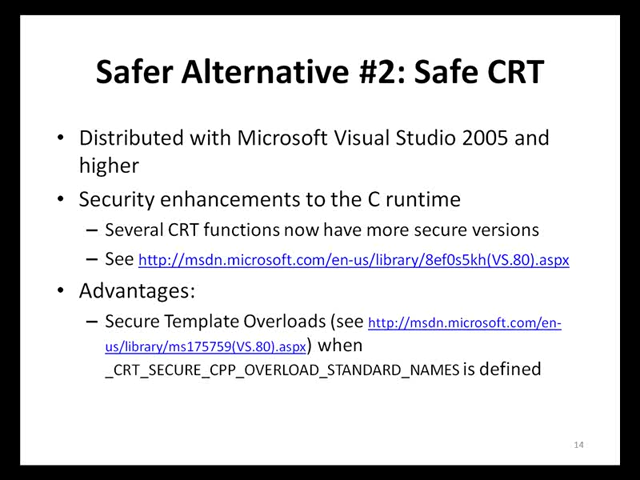 Safer Alternative #2: Safe CRT
• Distributed with Microsoft Visual Studio 2005 and
higher
• Security enhancements to the C runtime
– Several CRT functions now have more secure versions
– See http://msdn.microsoft.com/en-us/library/8ef0s5kh(VS.80).aspx
• Advantages:
– Secure Template Overloads (see http://msdn.microsoft.com/en-
us/library/ms175759(VS.80).aspx) when
_CRT_SECURE_CPP_OVERLOAD_STANDARD_NAMES is defined
14